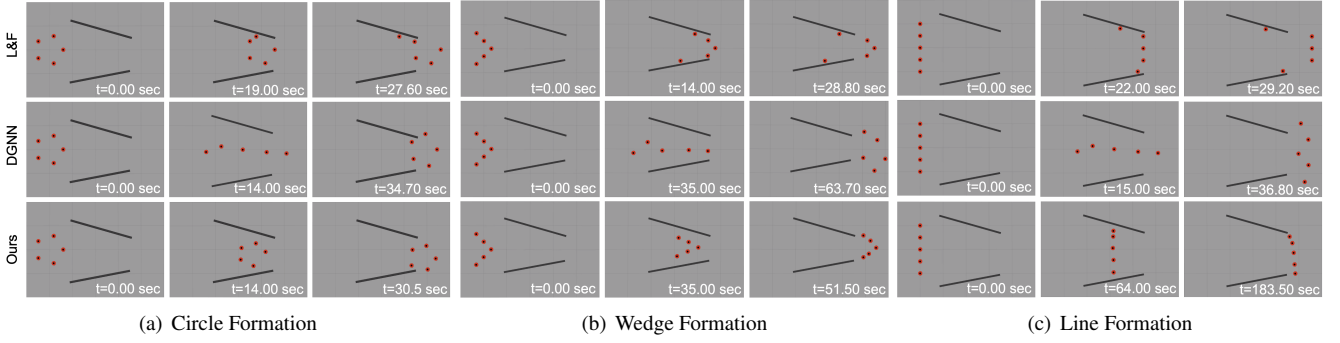 L&F
t=0.00 sec
t=19.00 sec
t=27.60 sec
t=0.00 sec
t=14.00 sec
t=28.80 sec
t=0.00 sec
t=22.00 sec
t=29.20 sec
DGNN
t=0.00 sec
t=14.00 sec
t=34.70 sec
t=0.00 sec
t=35.00 sec
t=63.70 sec
t=0.00 sec
t=15.00 sec
t=36.80 sec
Ours
t=0.00 sec
t=14.00 sec
t=30.5 sec
t=0.00 sec
t=35.00 sec
t=51.50 sec
t=0.00 sec
t=64.00 sec
t=183.50 sec
(a) Circle Formation
(b) Wedge Formation
(c) Line Formation